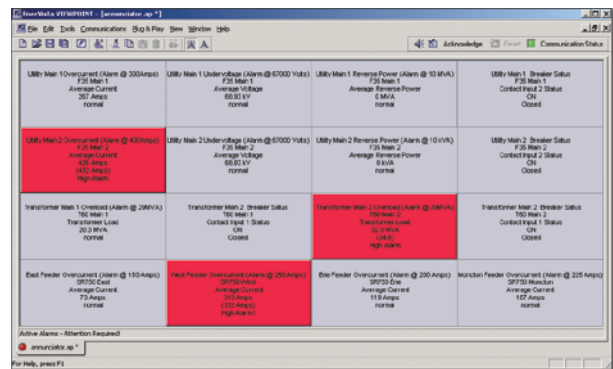 EnerVista VIEWPOINT - [annunciator.ap *]
File Edit Tools Communications Plug & Play View Window Help
Acknowledge Reset Communication Status
Utility Main 1 Overcurrent (Alarm @ 300Amps)
F35 Main 1
Average Current
267 Amps
normal
Utility Main 1 Undervoltage (Alarm @ 67000 Volts)
F35 Main 1
Average Voltage
68.93 kV
normal
Utility Main 1 Reverse Power (Alarm @ 10 MVA)
F35 Main 1
Average Reverse Power
0 MVA
normal
Utility Main 1 Breaker Status
F35 Main 1
Contact Input 2 Status
ON
Closed
Utility Main 2 Overcurrent (Alarm @ 400Amps)
F35 Main 2
Average Current
426 Amps
(432 Amps)
High Alarm
Utility Main 2 Undervoltage (Alarm @ 67000 Volts)
F35 Main 2
Average Voltage
68.83 kV
normal
Utility Main 2 Reverse Power (Alarm @ 10 kVA)
F35 Main 2
Average Reverse Power
0 kVA
normal
Utility Main 2 Breaker Status
F35 Main 2
Contact Input 2 Status
ON
Closed
Transformer Main 1 Overload (Alarm @ 28MVA)
T60 Main 1
Transformer Load
20.3 MVA
normal
Transformer Main 2 Breaker Status
T60 Main 1
Contact Input 1 Status
ON
Closed
Transformer Main 2 Overload (Alarm @ 28MVA)
T60 Main 2
Transformer Load
32.3 MVA
(34.8)
High Alarm
Transformer Main 2 Breaker Status
T60 Main 2
Contact Input 1 Status
ON
Closed
East Feeder Overcurrent (Alarm @ 150 Amps)
SR750 East
Average Current
73 Amps
normal
West Feeder Overcurrent (Alarm @ 250 Amps)
SR750 West
Average Current
313 Amps
(332 Amps)
High Alarm
Erie Feeder Overcurrent (Alarm @ 200 Amps)
SR750 Erie
Average Current
119 Amps
normal
Moncton Feeder Overcurrent (Alarm @ 225 Amps)
SR750 Moncton
Average Current
167 Amps
normal
Active Alarms - Attention Required!
annunciator.ap *
For Help, press F1